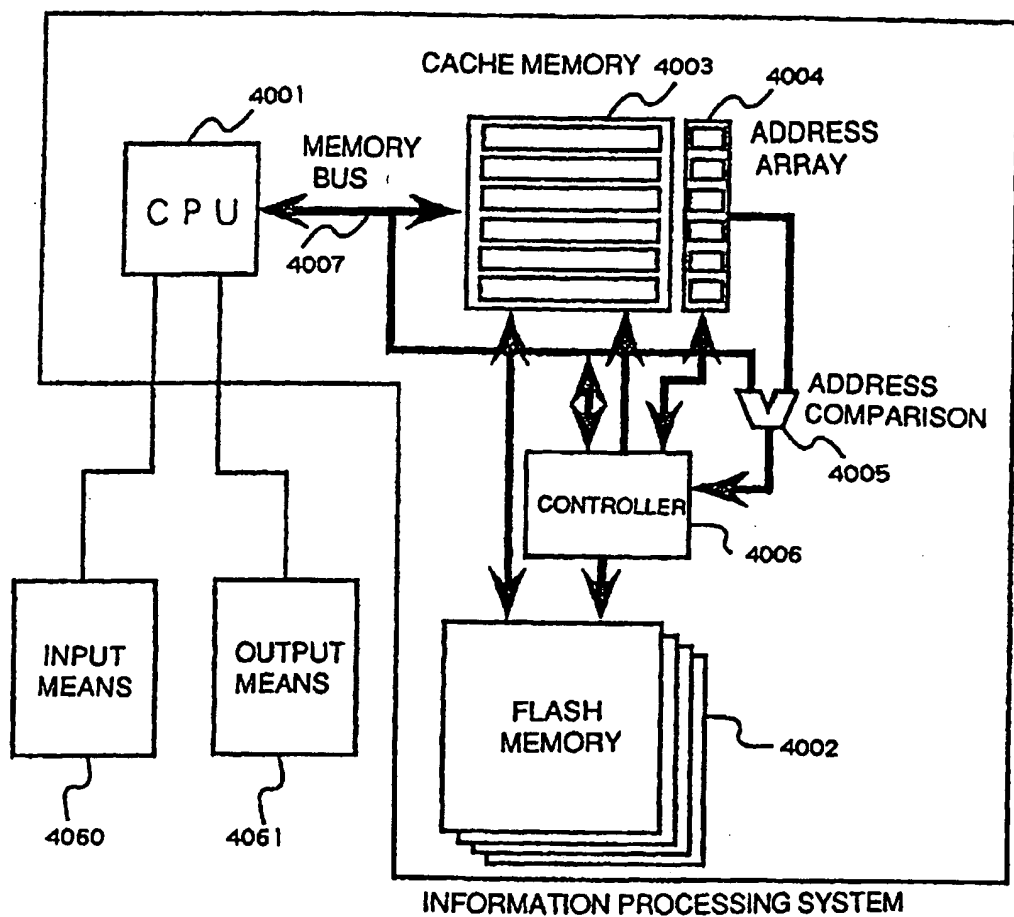 CACHE MEMORY 4003
4004
4001
MEMORY
BUS
ADDRESS
ARRAY
CPU
4007
ADDRESS
COMPARISON
4005
CONTROLLER
4006
INPUT
MEANS
OUTPUT
MEANS
FLASH
MEMORY
4002
4060
4061
INFORMATION PROCESSING SYSTEM